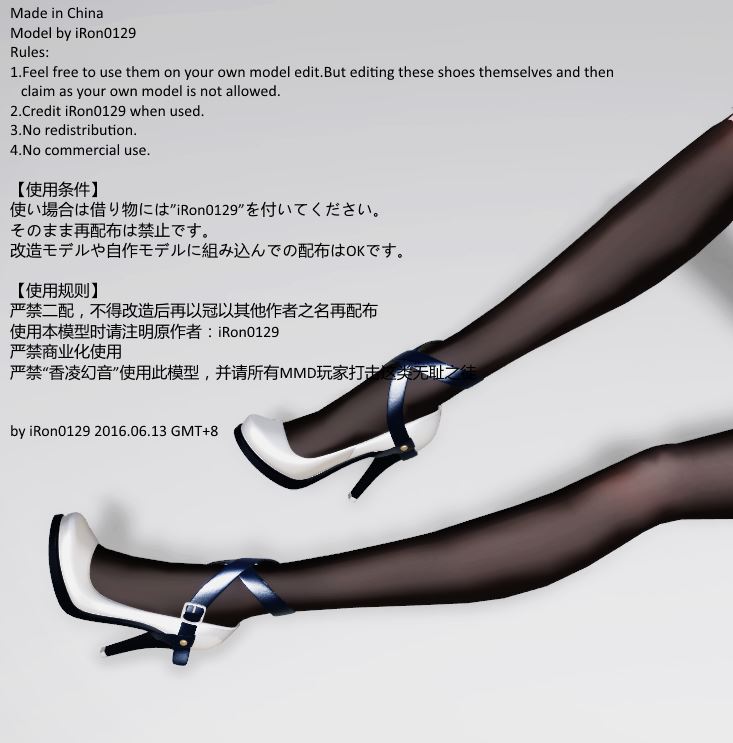 Made in China
Model by iRon0129
Rules:
1.Feel free to use them on your own model edit.But editing these shoes themselves and then
claim as your own model is not allowed.
2.Credit iRon0129 when used.
3.No redistribution.
4.No commercial use.
【使用条件】
使い場合は借り物には”iRon0129”を付いてください。
そのまま再配布は禁止です。
改造モデルや自作モデルに組み込んでの配布はOKです。
【使用规则】
严禁二配，不得改造后再以冠以其他作者之名再配布
使用本模型时请注明原作者：iRon0129
严禁商业化使用
严禁“香凌幻音”使用此模型，并请所有MMD玩家打击这类无耻之徒
by iRon0129 2016.06.13 GMT+8